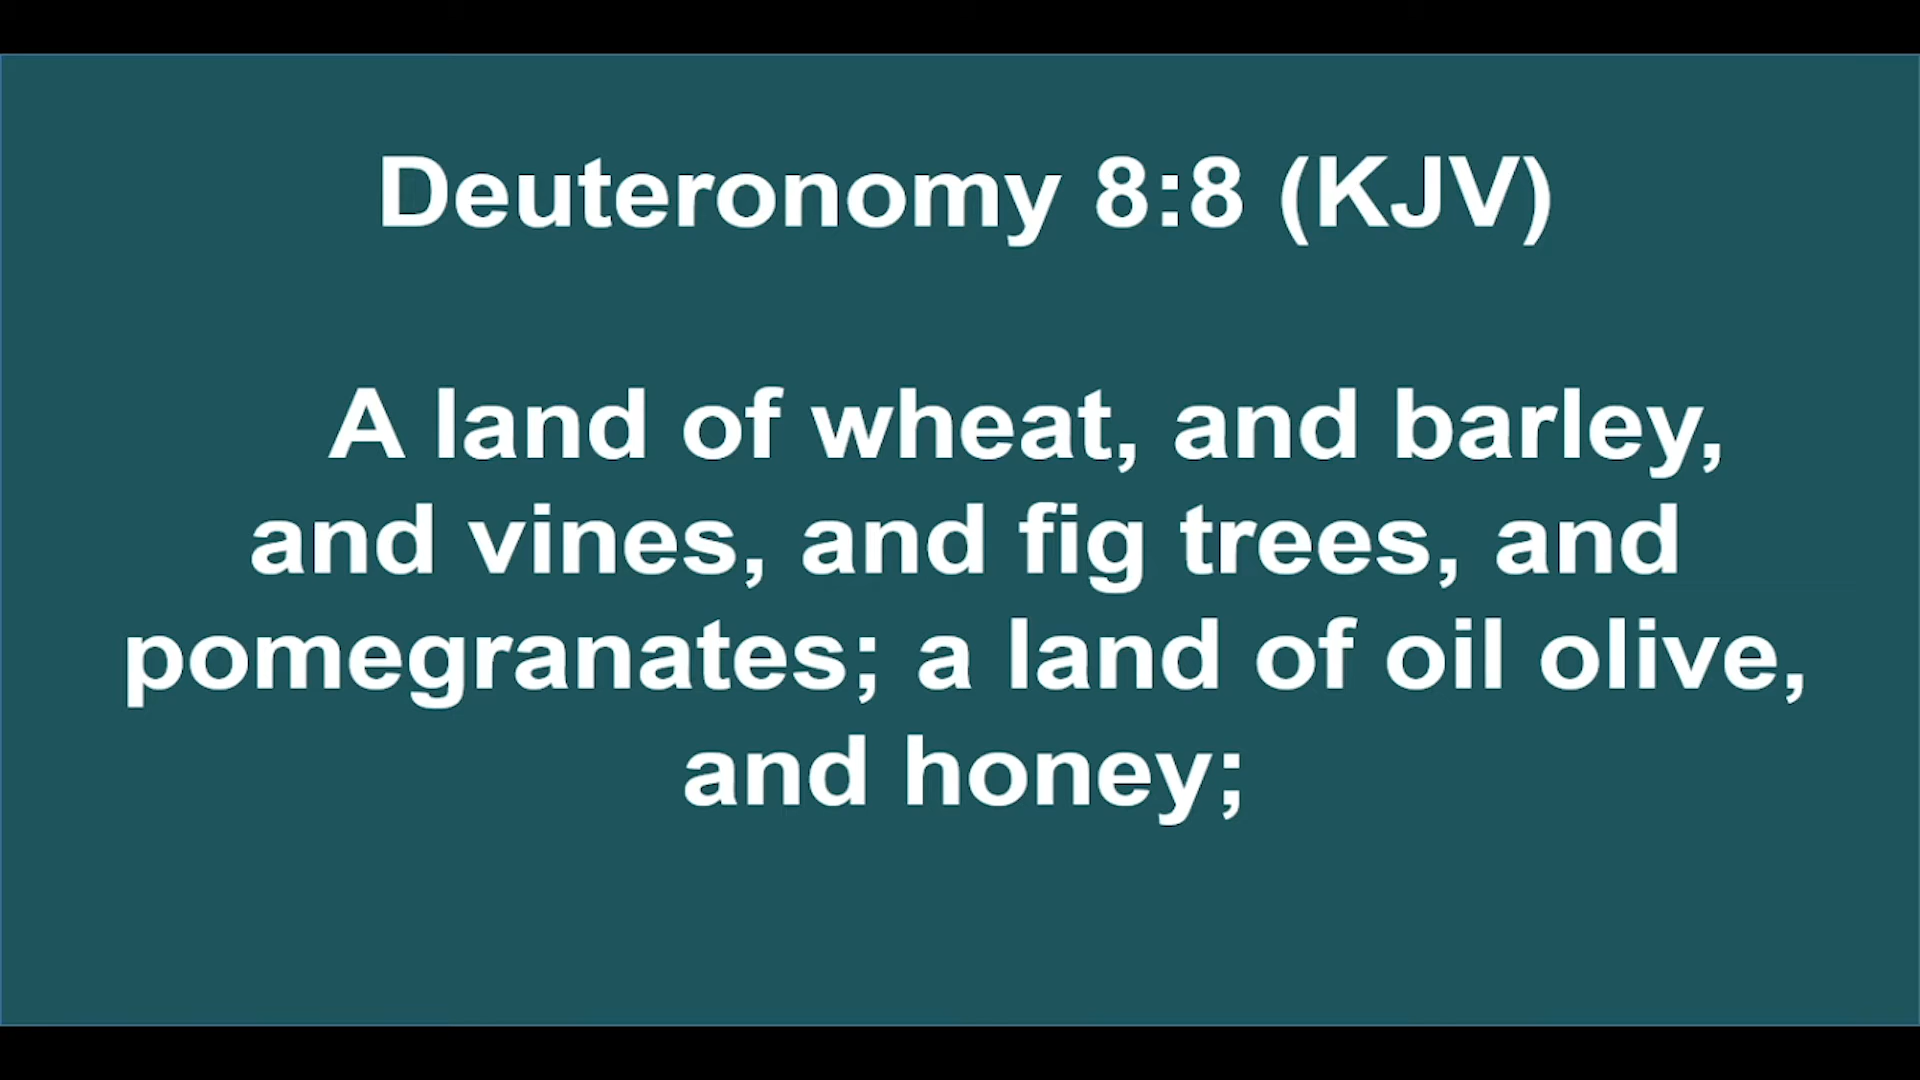 Deuteronomy 8:8 (KJV)
A land of wheat, and barley,
and vines, and fig trees, and
pomegranates; a land of oil olive,
and honey;